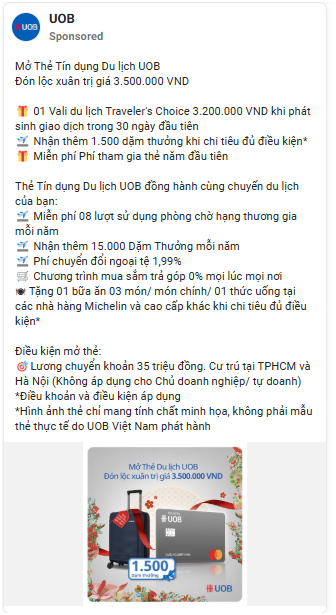 UOB
UOB
Sponsored
Mở Thẻ Tín dụng Du lịch UOB
Đón lộc xuân trị giá 3.500.000 VND
🎁 01 Vali du lịch Traveler's Choice 3.200.000 VND khi phát
sinh giao dịch trong 30 ngày đầu tiên
🛫 Nhận thêm 1.500 dặm thưởng khi chi tiêu đủ điều kiện*
🎁 Miễn phí Phí tham gia thẻ năm đầu tiên
Thẻ Tín dụng Du lịch UOB đồng hành cùng chuyến du lịch
của bạn:
🛫 Miễn phí 08 lượt sử dụng phòng chờ hạng thương gia
mỗi năm
🛫 Nhận thêm 15.000 Dặm Thưởng mỗi năm
🛫 Phí chuyển đổi ngoại tệ 1,99%
🛒 Chương trình mua sắm trả góp 0% mọi lúc mọi nơi
🍽 Tặng 01 bữa ăn 03 món/ món chính/ 01 thức uống tại
các nhà hàng Michelin và cao cấp khác khi chi tiêu đủ điều
kiện*
Điều kiện mở thẻ:
🎯 Lương chuyển khoản 35 triệu đồng. Cư trú tại TPHCM và
Hà Nội (Không áp dụng cho Chủ doanh nghiệp/ tự doanh)
*Điều khoản và điều kiện áp dụng
*Hình ảnh thẻ chỉ mang tính chất minh họa, không phải mẫu
thẻ thực tế do UOB Việt Nam phát hành
Mở Thẻ Du lịch UOB
Đón lộc xuân trị giá 3.500.000 VND
UOB
1.500
Dặm thưởng
UOB